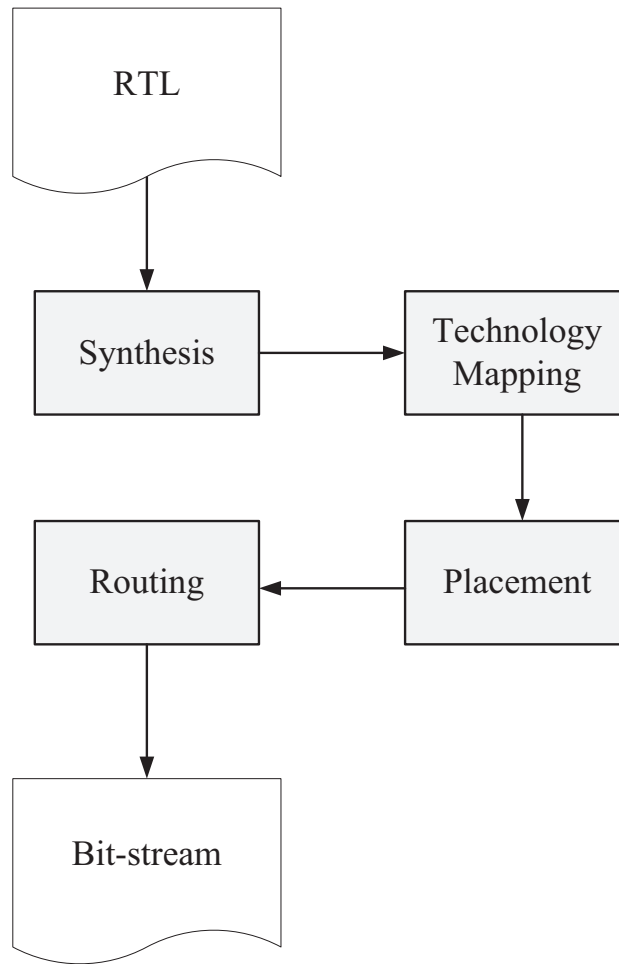 RTL
Synthesis
Technology
Mapping
Placement
Routing
Bit-stream